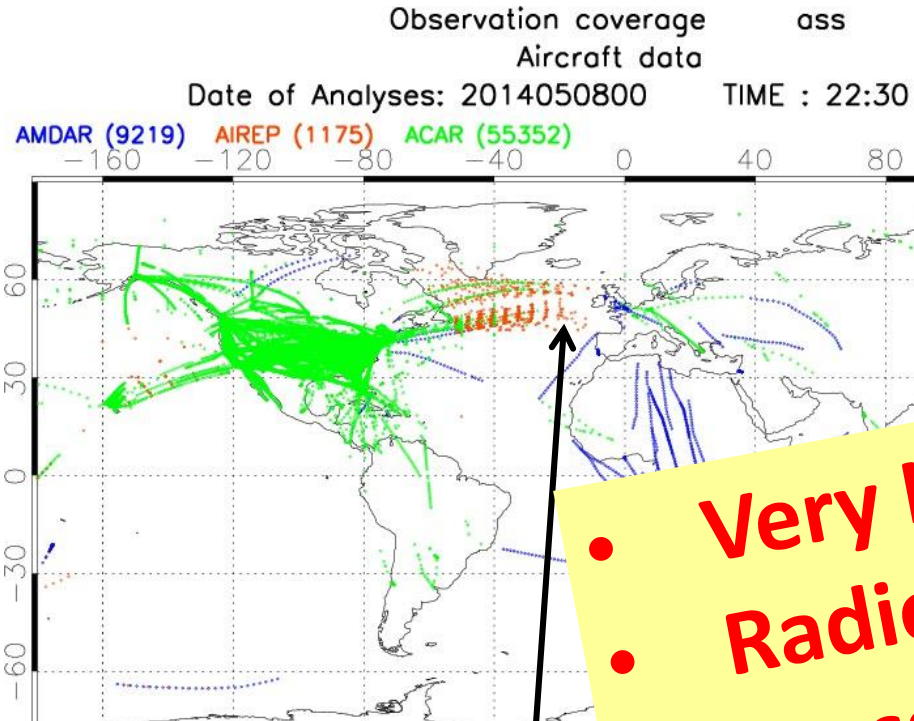 Observation coverage ass
Aircraft data
Date of Analyses: 2014050800 TIME : 22:30
AMDAR (9219) AIREP (1175) ACAR (55352)
−160 −120 −80 −40 0 40 80
60
30
0
−30
−60
• Very
•